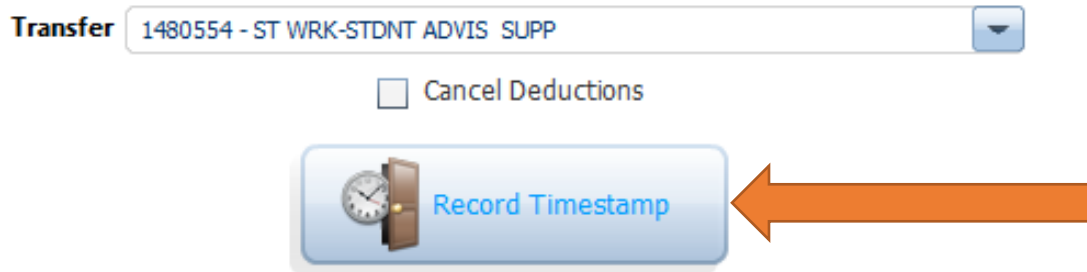 Transfer 1480554 - ST WRK-STDNT ADVIS SUPP
Cancel Deductions
Record Timestamp